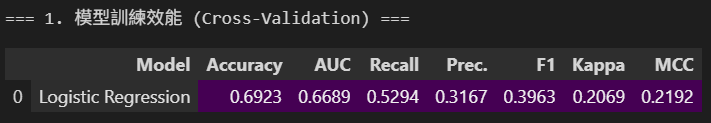 === 1. 模型訓練效能 (Cross-Validation) ===
Model Accuracy AUC Recall Prec. F1 Kappa MCC
0 Logistic Regression 0.6923 0.6689 0.5294 0.3167 0.3963 0.2069 0.2192